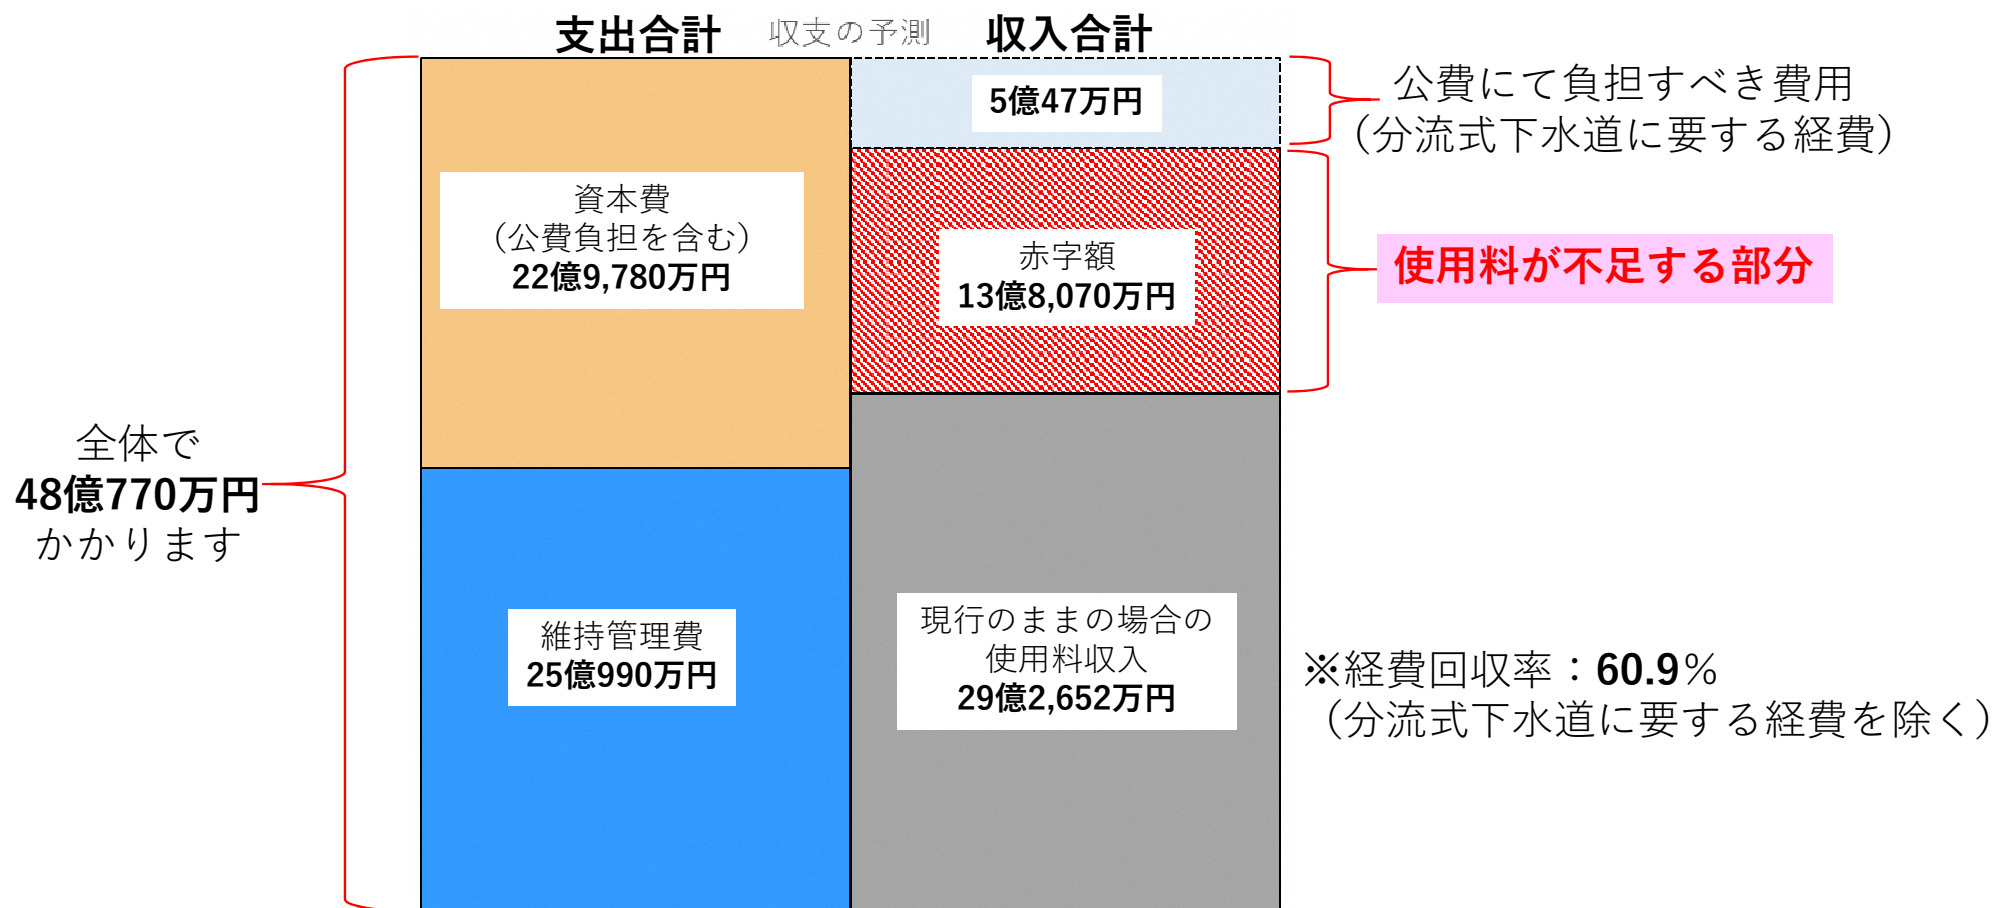 支出合計
収支の予測
収入合計
5億47万円
公費にて負担すべき費用
（分流式下水道に要する経費）
資本費
（公費負担を含む）
22億9,780万円
赤字額
13億8,070万円
使用料が不足する部分
全体で
48億770万円
かかります
維持管理費
25億990万円
現行のままの場合の
使用料収入
29億2,652万円
※経費回収率：60.9％
（分流式下水道に要する経費を除く）